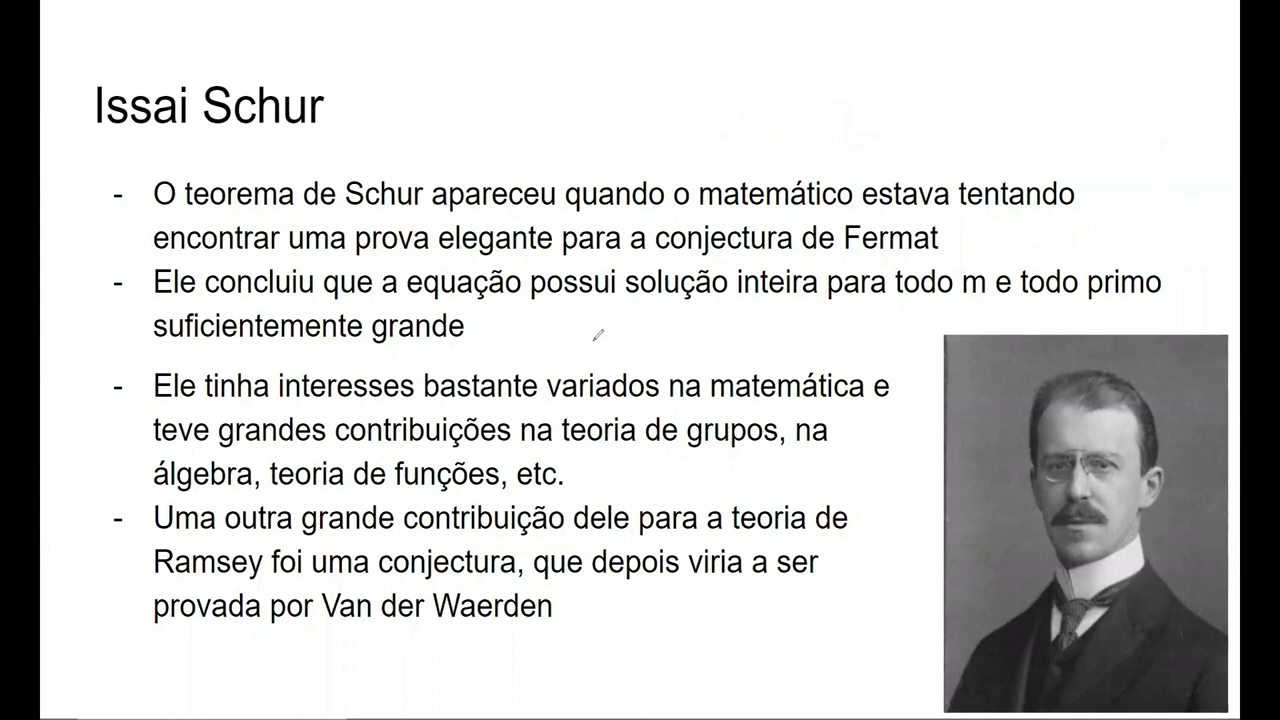 Issai Schur
- O teorema de Schur apareceu quando o matemático estava tentando
encontrar uma prova elegante para a conjectura de Fermat
- Ele concluiu que a equação possui solução inteira para todo m e todo primo
suficientemente grande
- Ele tinha interesses bastante variados na matemática e
teve grandes contribuições na teoria de grupos, na
álgebra, teoria de funções, etc.
- Uma outra grande contribuição dele para a teoria de
Ramsey foi uma conjectura, que depois viria a ser
provada por Van der Waerden